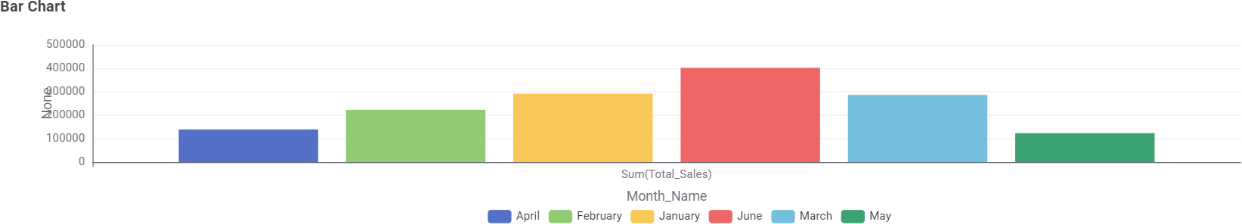 Bar Chart
500000
400000
300000
200000
100000
0
None
Sum(Total_Sales)
Month_Name
April February January June March May